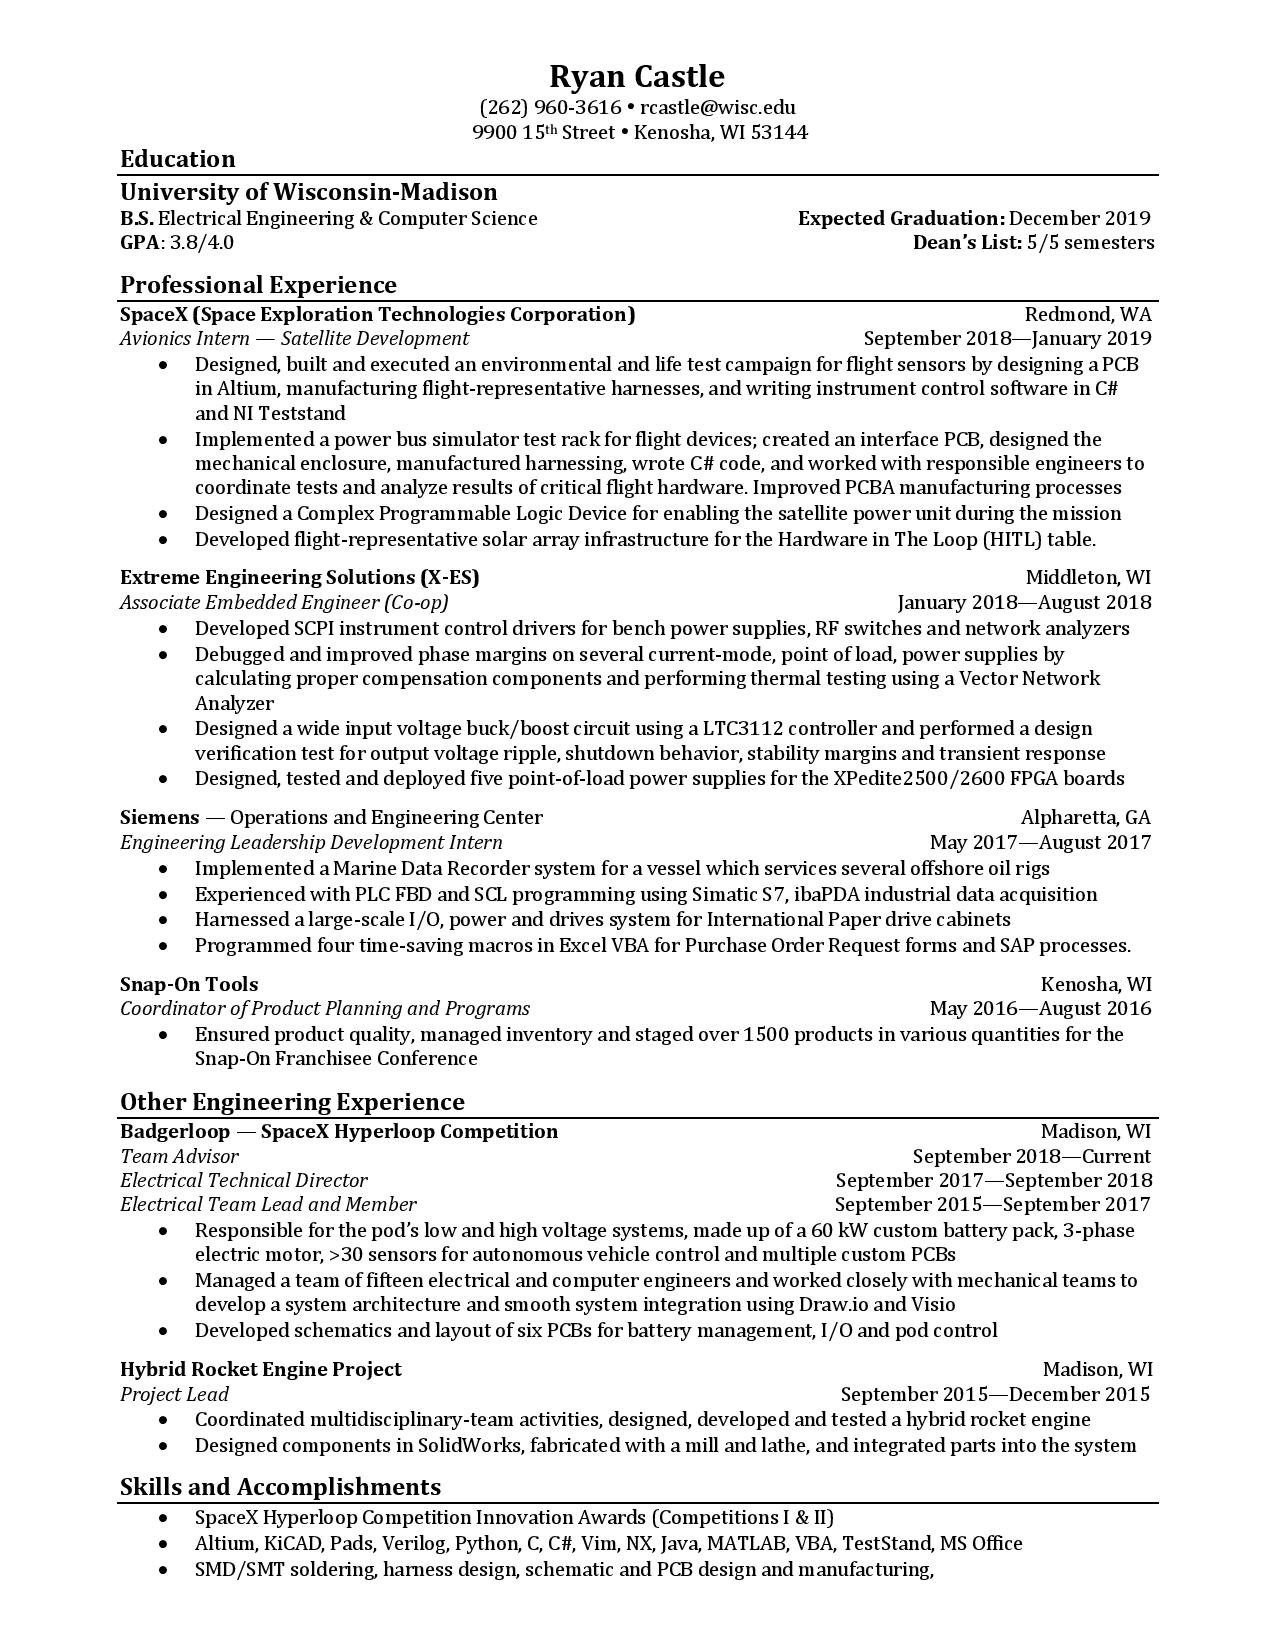 Ryan Castle
(262) 960-3616 • rcastle@wisc.edu
9900 15th Street • Kenosha, WI 53144
Education
University of Wisconsin-Madison
B.S. Electrical Engineering & Computer Science Expected Graduation: December 2019
GPA: 3.8/4.0 Dean's List: 5/5 semesters
Professional Experience
SpaceX (Space Exploration Technologies Corporation) Redmond, WA
Avionics Intern — Satellite Development September 2018—January 2019
• Designed, built and executed an environmental and life test campaign for flight sensors by designing a PCB
in Altium, manufacturing flight-representative harnesses, and writing instrument control software in C#
and NI Teststand
• Implemented a power bus simulator test rack for flight devices; created an interface PCB, designed the
mechanical enclosure, manufactured harnessing, wrote C# code, and worked with responsible engineers to
coordinate tests and analyze results of critical flight hardware. Improved PCBA manufacturing processes
• Designed a Complex Programmable Logic Device for enabling the satellite power unit during the mission
• Developed flight-representative solar array infrastructure for the Hardware in The Loop (HITL) table.
Extreme Engineering Solutions (X-ES) Middleton, WI
Associate Embedded Engineer (Co-op) January 2018—August 2018
• Developed SCPI instrument control drivers for bench power supplies, RF switches and network analyzers
• Debugged and improved phase margins on several current-mode, point of load, power supplies by
calculating proper compensation components and performing thermal testing using a Vector Network
Analyzer
• Designed a wide input voltage buck/boost circuit using a LTC3112 controller and performed a design
verification test for output voltage ripple, shutdown behavior, stability margins and transient response
• Designed, tested and deployed five point-of-load power supplies for the XPedite2500/2600 FPGA boards
Siemens — Operations and Engineering Center Alpharetta, GA
Engineering Leadership Development Intern May 2017—August 2017
• Implemented a Marine Data Recorder system for a vessel which services several offshore oil rigs
• Experienced with PLC FBD and SCL programming using Simatic S7, ibaPDA industrial data acquisition
• Harnessed a large-scale I/O, power and drives system for International Paper drive cabinets
• Programmed four time-saving macros in Excel VBA for Purchase Order Request forms and SAP processes.
Snap-On Tools Kenosha, WI
Coordinator of Product Planning and Programs May 2016—August 2016
• Ensured product quality, managed inventory and staged over 1500 products in various quantities for the
Snap-On Franchisee Conference
Other Engineering Experience
Badgerloop — SpaceX Hyperloop Competition Madison, WI
Team Advisor September 2018—Current
Electrical Technical Director September 2017—September 2018
Electrical Team Lead and Member September 2015—September 2017
• Responsible for the pod's low and high voltage systems, made up of a 60 kW custom battery pack, 3-phase
electric motor, >30 sensors for autonomous vehicle control and multiple custom PCBs
• Managed a team of fifteen electrical and computer engineers and worked closely with mechanical teams to
develop a system architecture and smooth system integration using Draw.io and Visio
• Developed schematics and layout of six PCBs for battery management, I/O and pod control
Hybrid Rocket Engine Project Madison, WI
Project Lead September 2015—December 2015
• Coordinated multidisciplinary-team activities, designed, developed and tested a hybrid rocket engine
• Designed components in SolidWorks, fabricated with a mill and lathe, and integrated parts into the system
Skills and Accomplishments
• SpaceX Hyperloop Competition Innovation Awards (Competitions I & II)
• Altium, KiCAD, Pads, Verilog, Python, C, C#, Vim, NX, Java, MATLAB, VBA, TestStand, MS Office
• SMD/SMT soldering, harness design, schematic and PCB design and manufacturing,